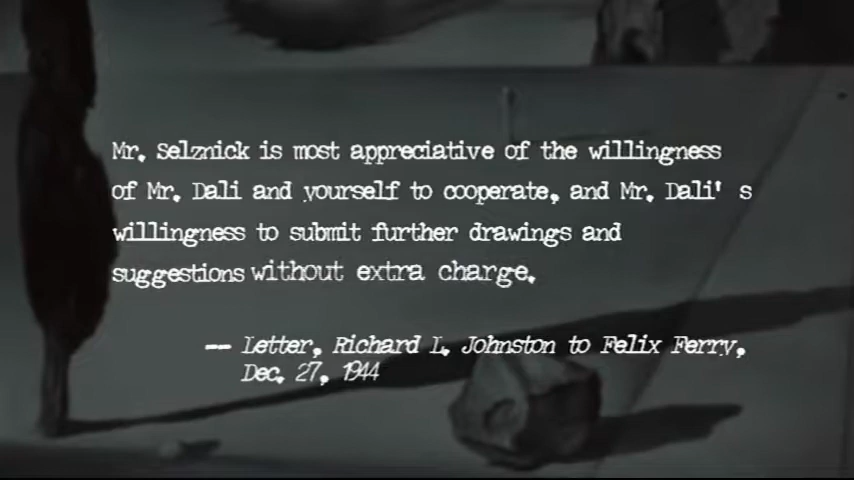 Mr. Selznick is most appreciative of the willingness
of Mr. Dali and yourself to cooperate, and Mr. Dali' s
willingness to submit further drawings and
suggestions without extra charge.
-- Letter, Richard L. Johnston to Felix Ferry,
Dec. 27, 1944